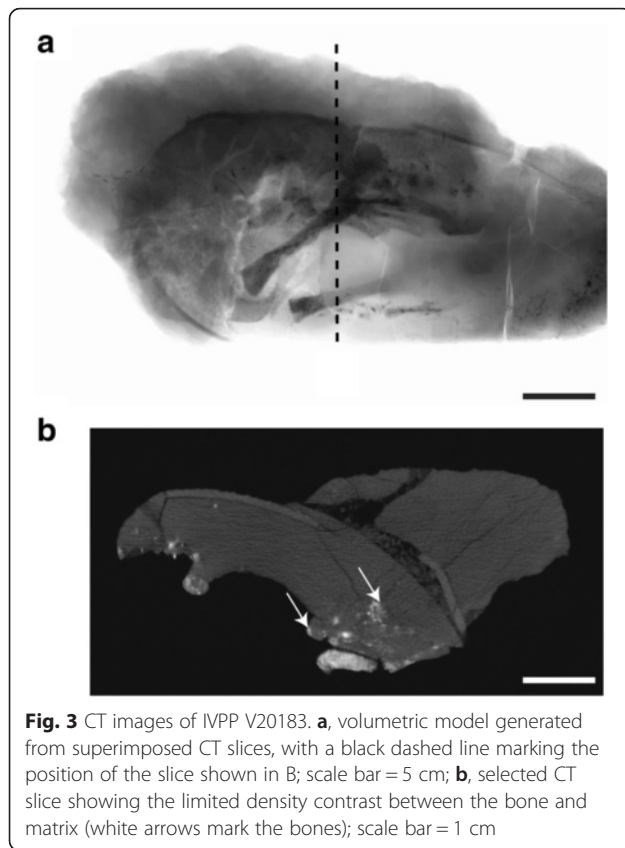 a
b
Fig. 3 CT images of IVPP V20183. a, volumetric model generated
from superimposed CT slices, with a black dashed line marking the
position of the slice shown in B; scale bar = 5 cm; b, selected CT
slice showing the limited density contrast between the bone and
matrix (white arrows mark the bones); scale bar = 1 cm